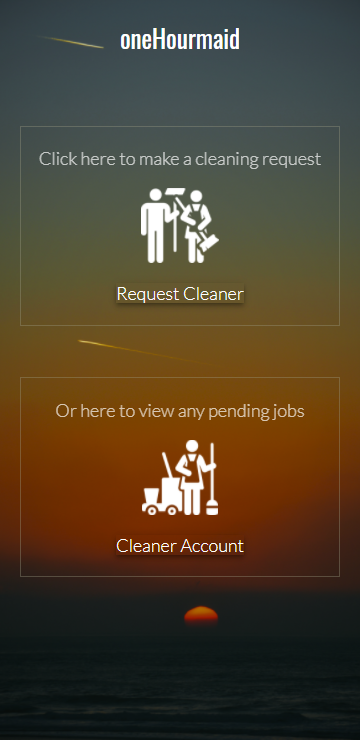 oneHourmaid
Click here to make a cleaning request
Request Cleaner
Or here to view any pending jobs
Cleaner Account